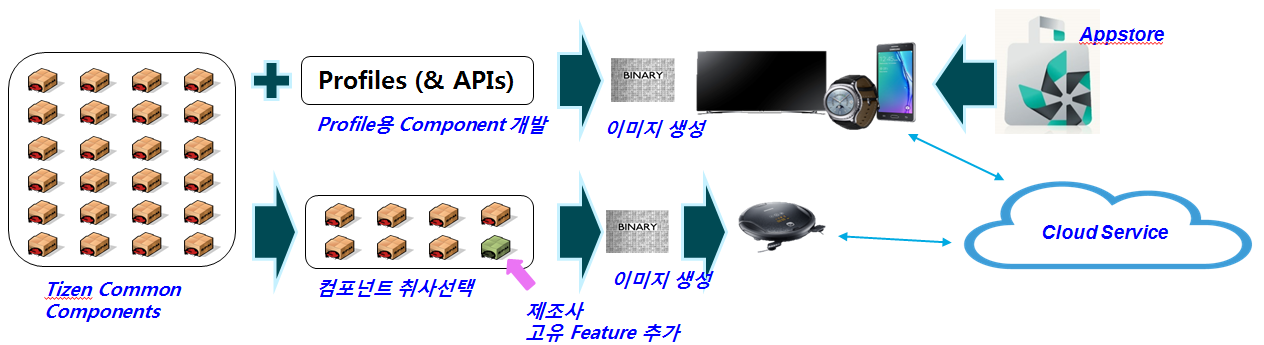 Appstore
Profiles (& APIs)
BINARY
Profile용 Component 개발
이미지 생성
Cloud Service
BINARY
Tizen Common
Components
컴포넌트 취사선택
이미지 생성
제조사
고유 Feature 추가